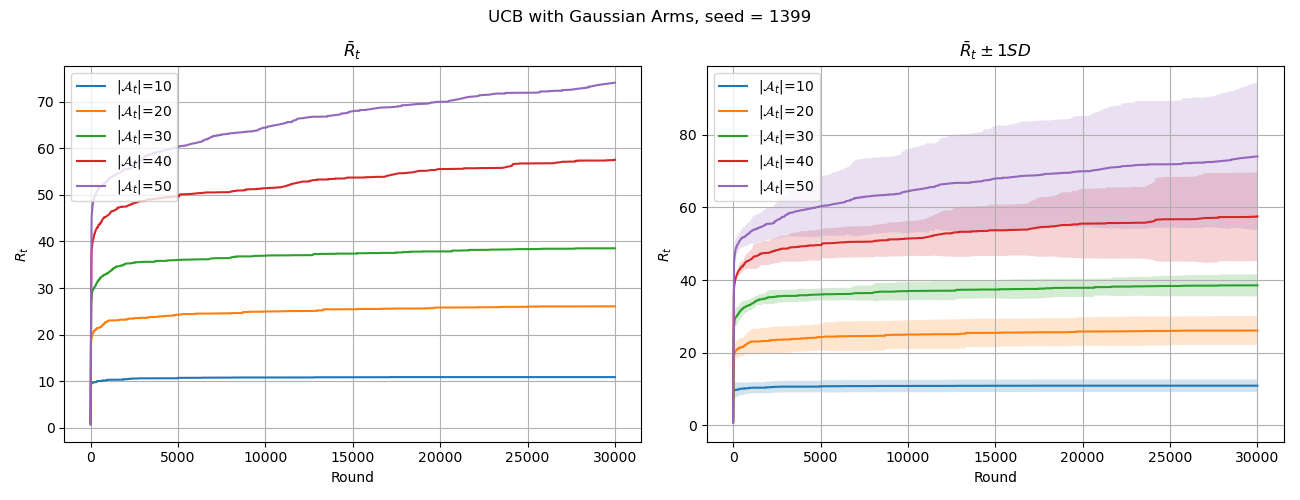 UCB with Gaussian Arms, seed = 1399
R̄ₜ
|𝒜ₜ|=10
|𝒜ₜ|=20
|𝒜ₜ|=30
|𝒜ₜ|=40
|𝒜ₜ|=50
70
60
50
40
30
20
10
0
Rₜ
0 5000 10000 15000 20000 25000 30000
Round
R̄ₜ ± 1SD
|𝒜ₜ|=10
|𝒜ₜ|=20
|𝒜ₜ|=30
|𝒜ₜ|=40
|𝒜ₜ|=50
80
60
40
20
0
Rₜ
0 5000 10000 15000 20000 25000 30000
Round